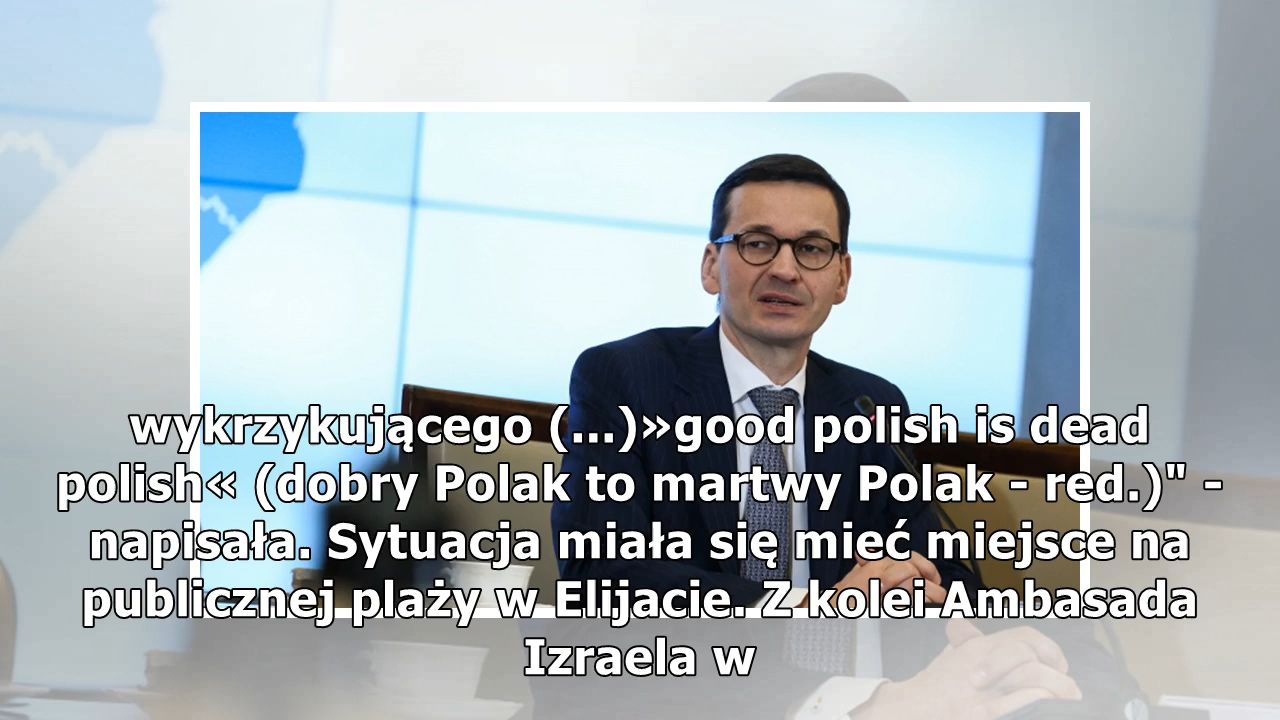 wykrzykującego (...)»good polish is dead
polish« (dobry Polak to martwy Polak - red.)" -
napisała. Sytuacja miała się mieć miejsce na
publicznej plaży w Elijacie. Z kolei Ambasada
Izraela w